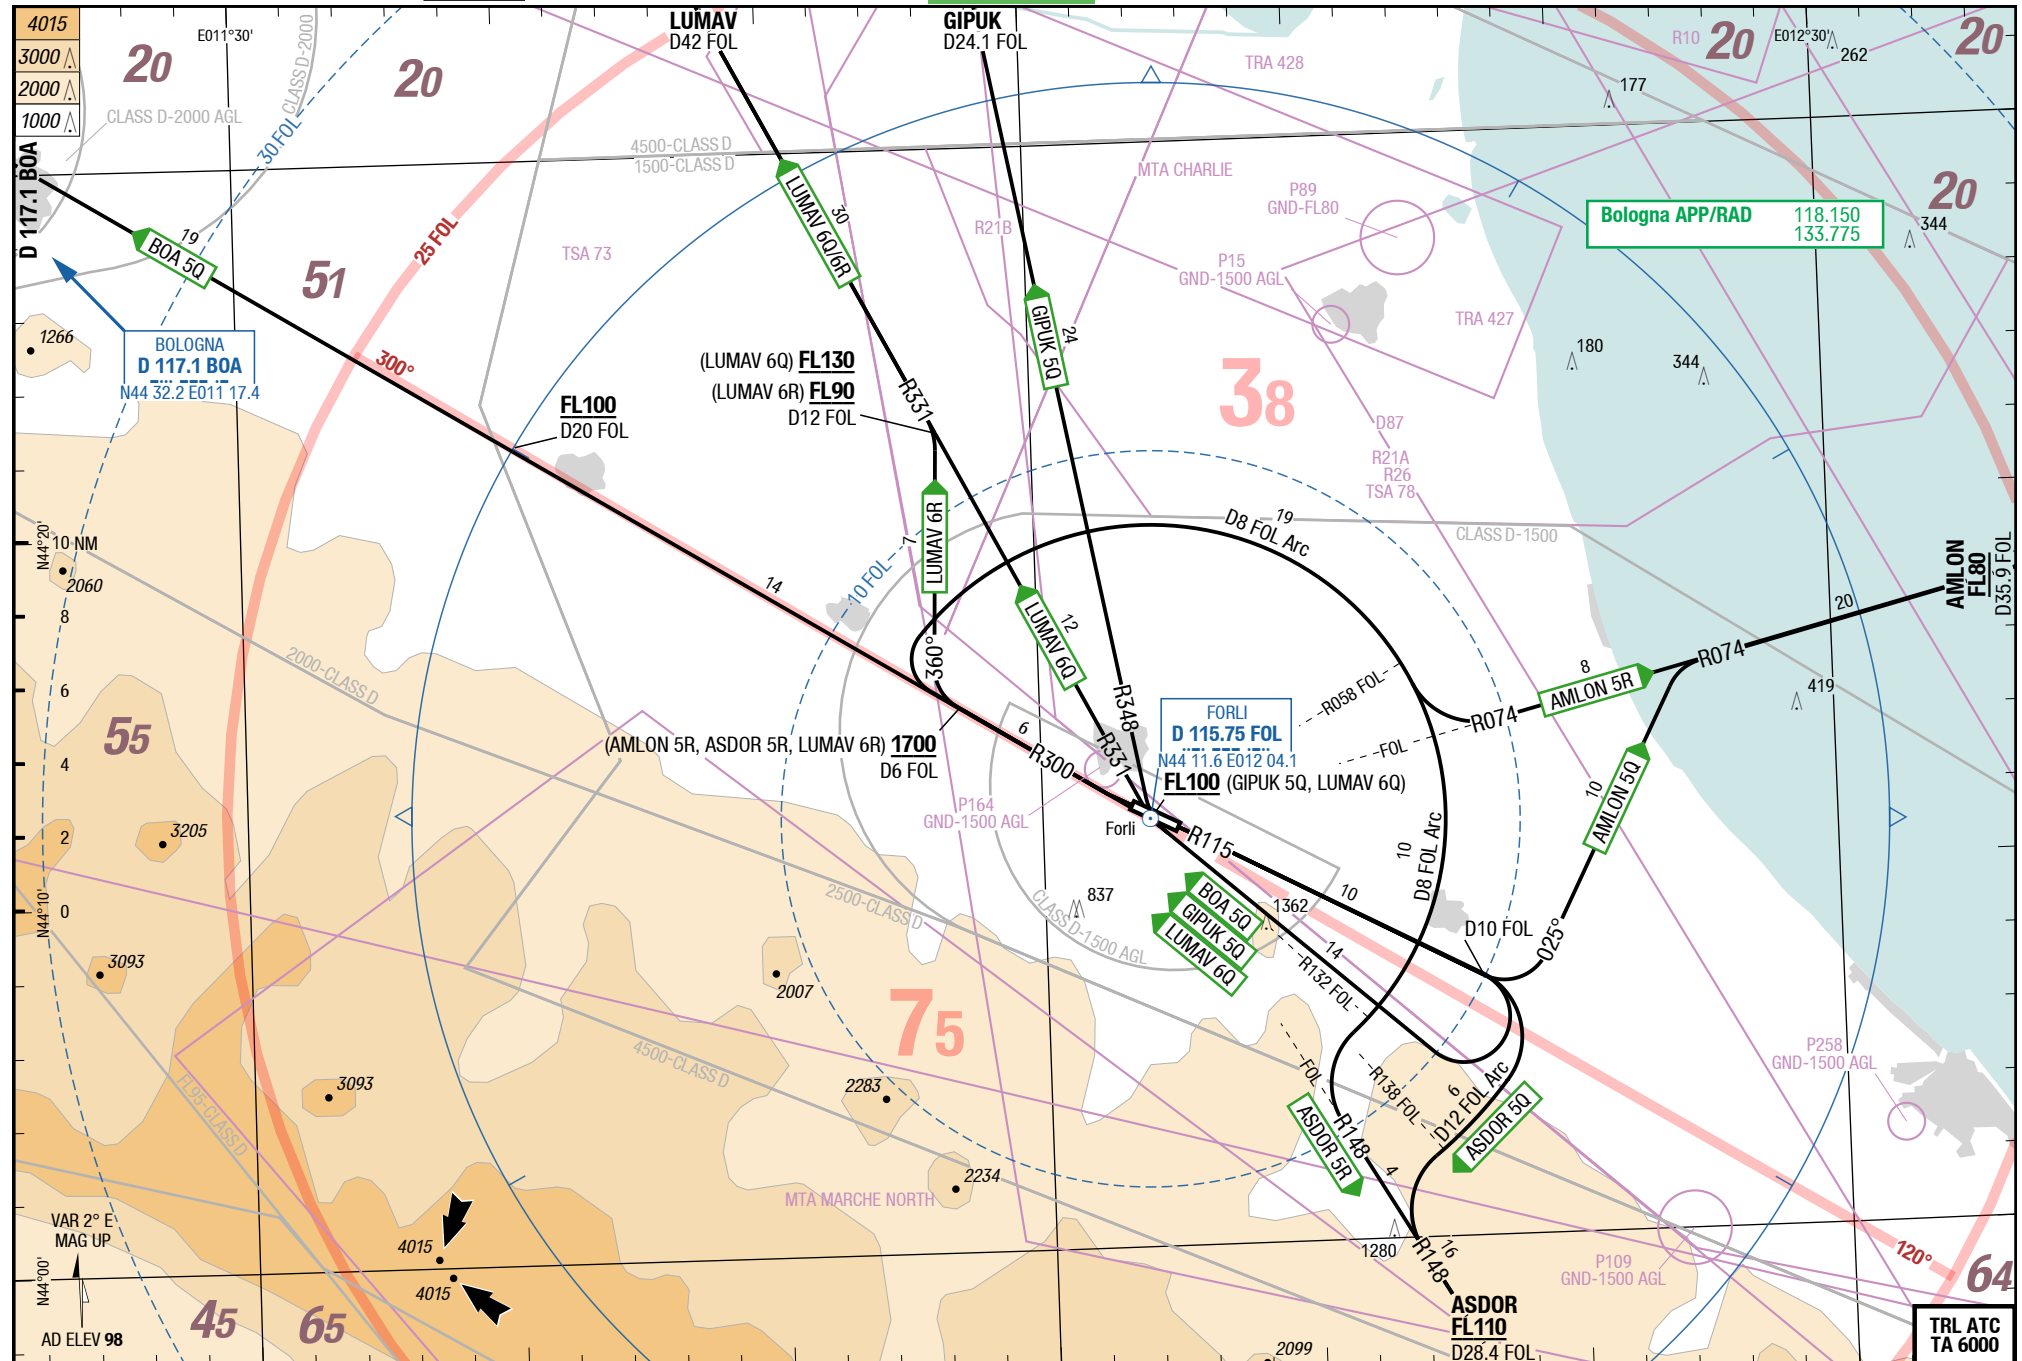 4015
3000
2000
1000
20
E011°30'
CLASS D-2000
CLASS D-2000 AGL
30 FOL
20
LUMAV
D42 FOL
GIPUK
D24.1 FOL
TRA 428
R10
20
E012°30'
262
20
177
4500-CLASS D
1500-CLASS D
MTA CHARLIE
P89
GND-FL80
20
344
Bologna APP/RAD 118.150
133.775
D 117.1 BOA
19
BOA 5Q
25 FOL
51
TSA 73
30
LUMAV 6Q/6R
R21B
P15
GND-1500 AGL
TRA 427
GIPUK 5Q
24
1266
BOLOGNA
D 117.1 BOA
N44 32.2 E011 17.4
300°
FL100
D20 FOL
(LUMAV 6Q) FL130
(LUMAV 6R) FL90
D12 FOL
R331
38
180
344
D87
R21A
R26
TSA 78
N44°20'
10 NM
8
6
4
2
0
2060
LUMAV 6R
7
360°
10 FOL
19
D8 FOL Arc
CLASS D-1500
AMLON
FL80
D35.9 FOL
20
R074
8
AMLON 5R
R074
419
14
12
LUMAV 6Q
R348
R331
2000-CLASS D
55
FORLI
D 115.75 FOL
N44 11.6 E012 04.1
FL100 (GIPUK 5Q, LUMAV 6Q)
R058 FOL
FOL
(AMLON 5R, ASDOR 5R, LUMAV 6R) 1700
D6 FOL
6
R300
P164
GND-1500 AGL
Forli
R115
10
D8 FOL Arc
10
AMLON 5Q
025°
3205
N44°10'
3093
2500-CLASS D
837
CLASS D-1500 AGL
BOA 5Q
GIPUK 5Q
LUMAV 6Q
1362
14
R132 FOL
D10 FOL
2007
75
4500-CLASS D
FL95-CLASS D
3093
2283
FOL
R138 FOL
6
D12 FOL Arc
ASDOR 5Q
ASDOR 5R
R148
4
P258
GND-1500 AGL
2234
MTA MARCHE NORTH
VAR 2° E
MAG UP
N44°00'
AD ELEV 98
4015
4015
45
65
1280
16
R148
ASDOR
FL110
D28.4 FOL
2099
P109
GND-1500 AGL
120°
64
TRL ATC
TA 6000